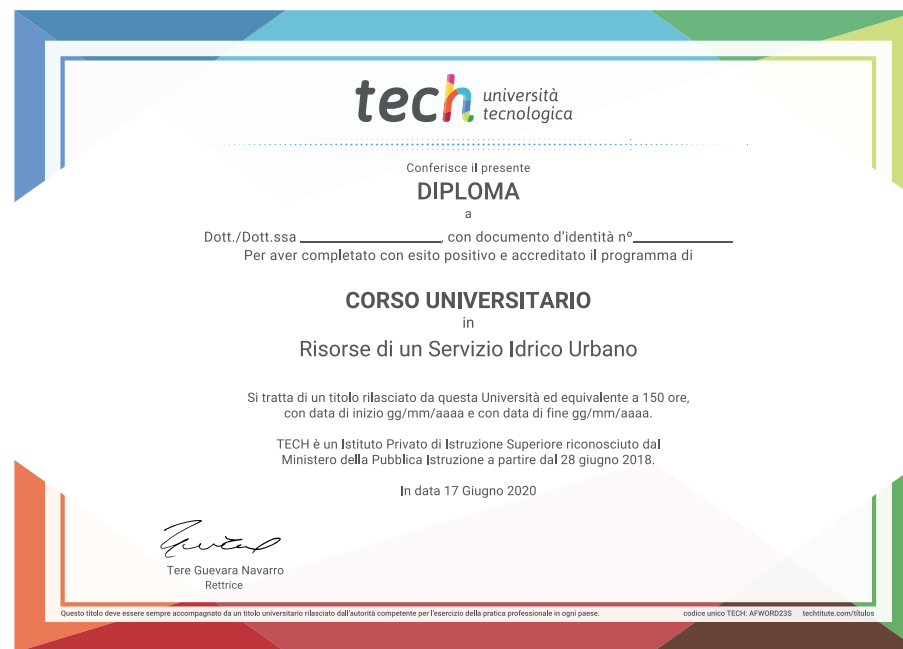 tech università
tecnologica
Conferisce il presente
DIPLOMA
a
Dott./Dott.ssa ______________, con documento d'identità nº__________
Per aver completato con esito positivo e accreditato il programma di
CORSO UNIVERSITARIO
in
Risorse di un Servizio Idrico Urbano
Si tratta di un titolo rilasciato da questa Università ed equivalente a 150 ore,
con data di inizio gg/mm/aaaa e con data di fine gg/mm/aaaa.
TECH è un Istituto Privato di Istruzione Superiore riconosciuto dal
Ministero della Pubblica Istruzione a partire dal 28 giugno 2018.
In data 17 Giugno 2020
Tere Guevara Navarro
Rettrice
Questo titolo deve essere sempre accompagnato da un titolo universitario rilasciato dall'autorità competente per l'esercizio della pratica professionale in ogni paese. codice unico TECH: AFWORD23S techtitute.com/titulos